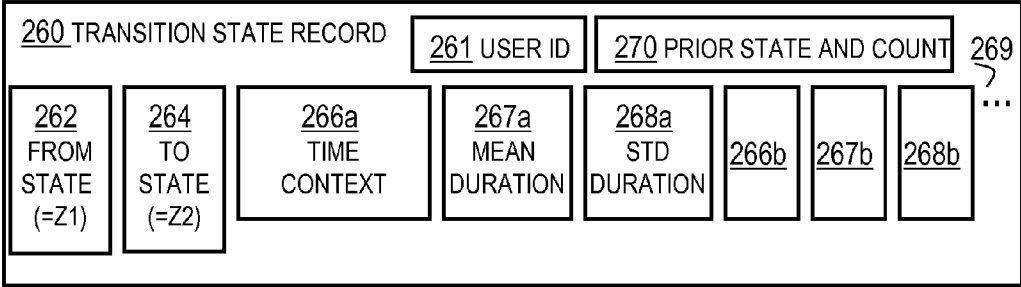 260 TRANSITION STATE RECORD
261 USER ID
270 PRIOR STATE AND COUNT
269
...
262
FROM
STATE
(=Z1)
264
TO
STATE
(=Z2)
266a
TIME
CONTEXT
267a
MEAN
DURATION
268a
STD
DURATION
266b
267b
268b